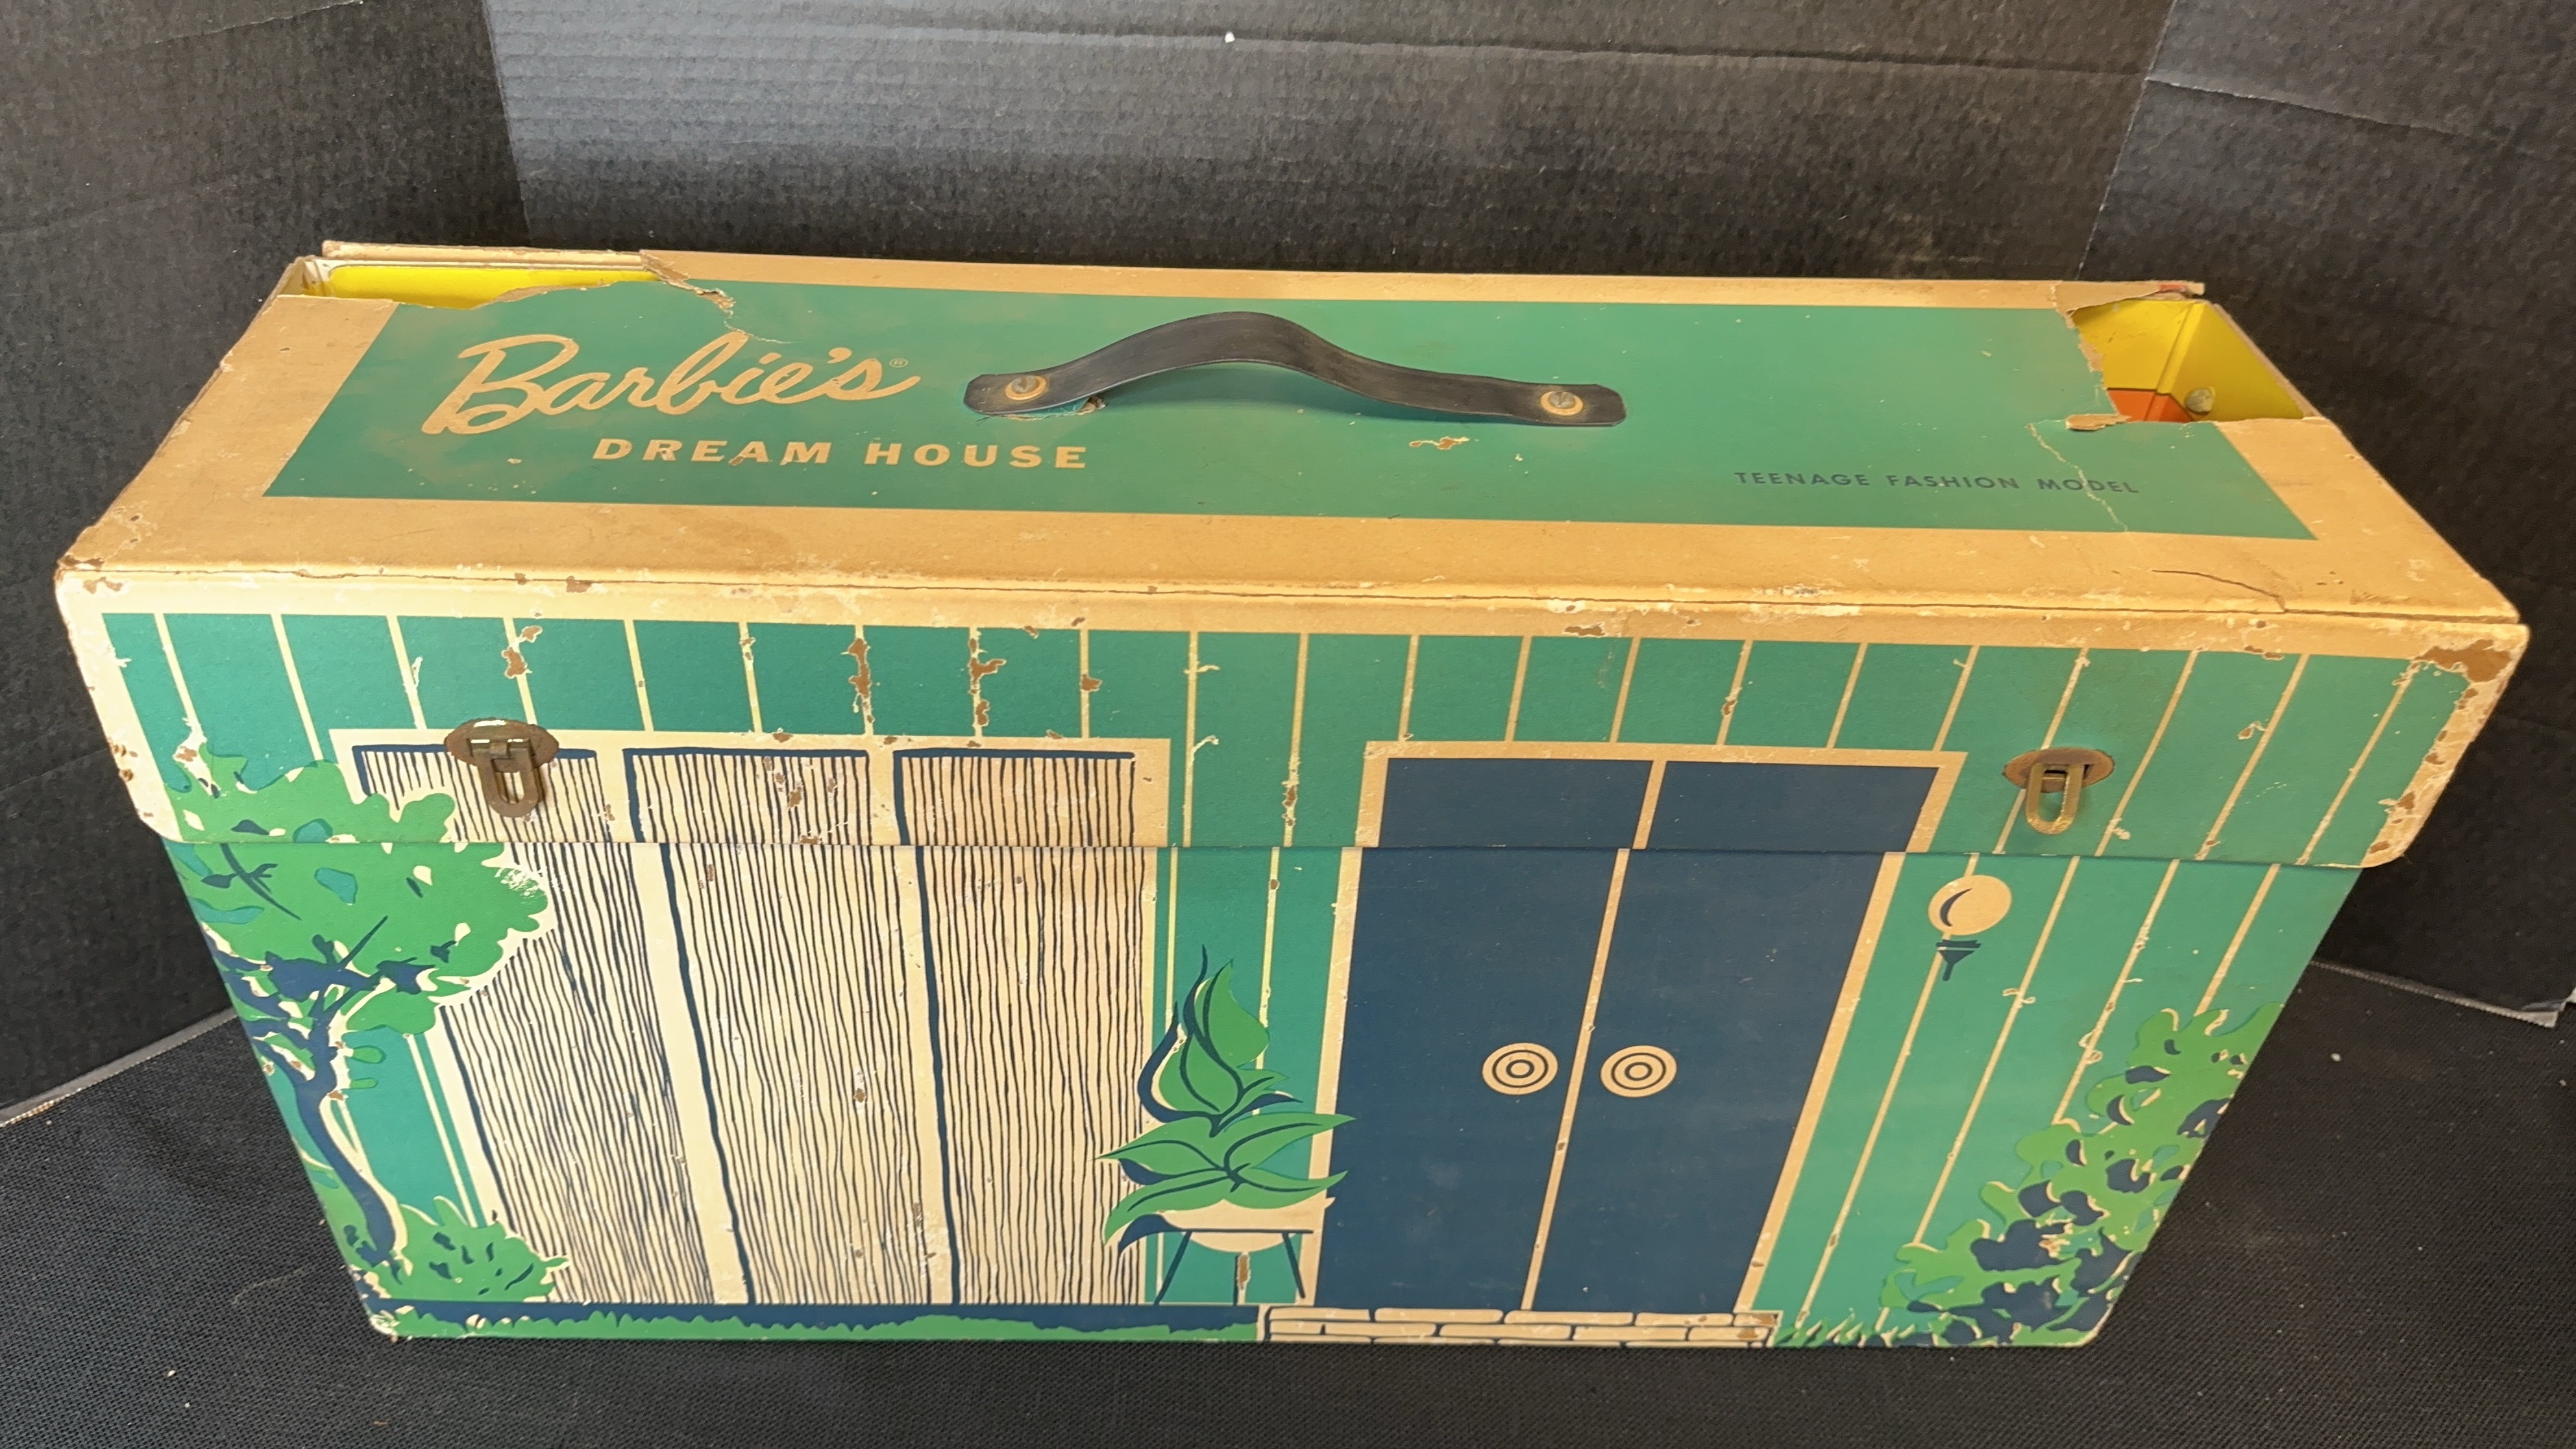 Barbie's®
DREAM HOUSE
TEENAGE FASHION MODEL